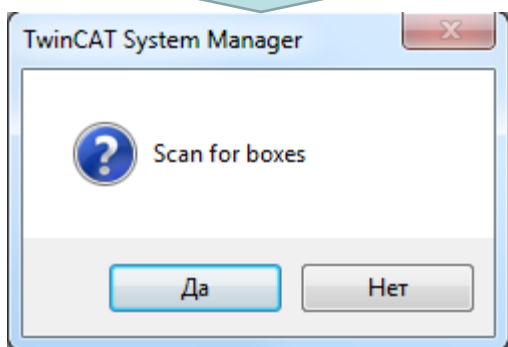 TwinCAT System Manager
Scan for boxes
Да
Нет